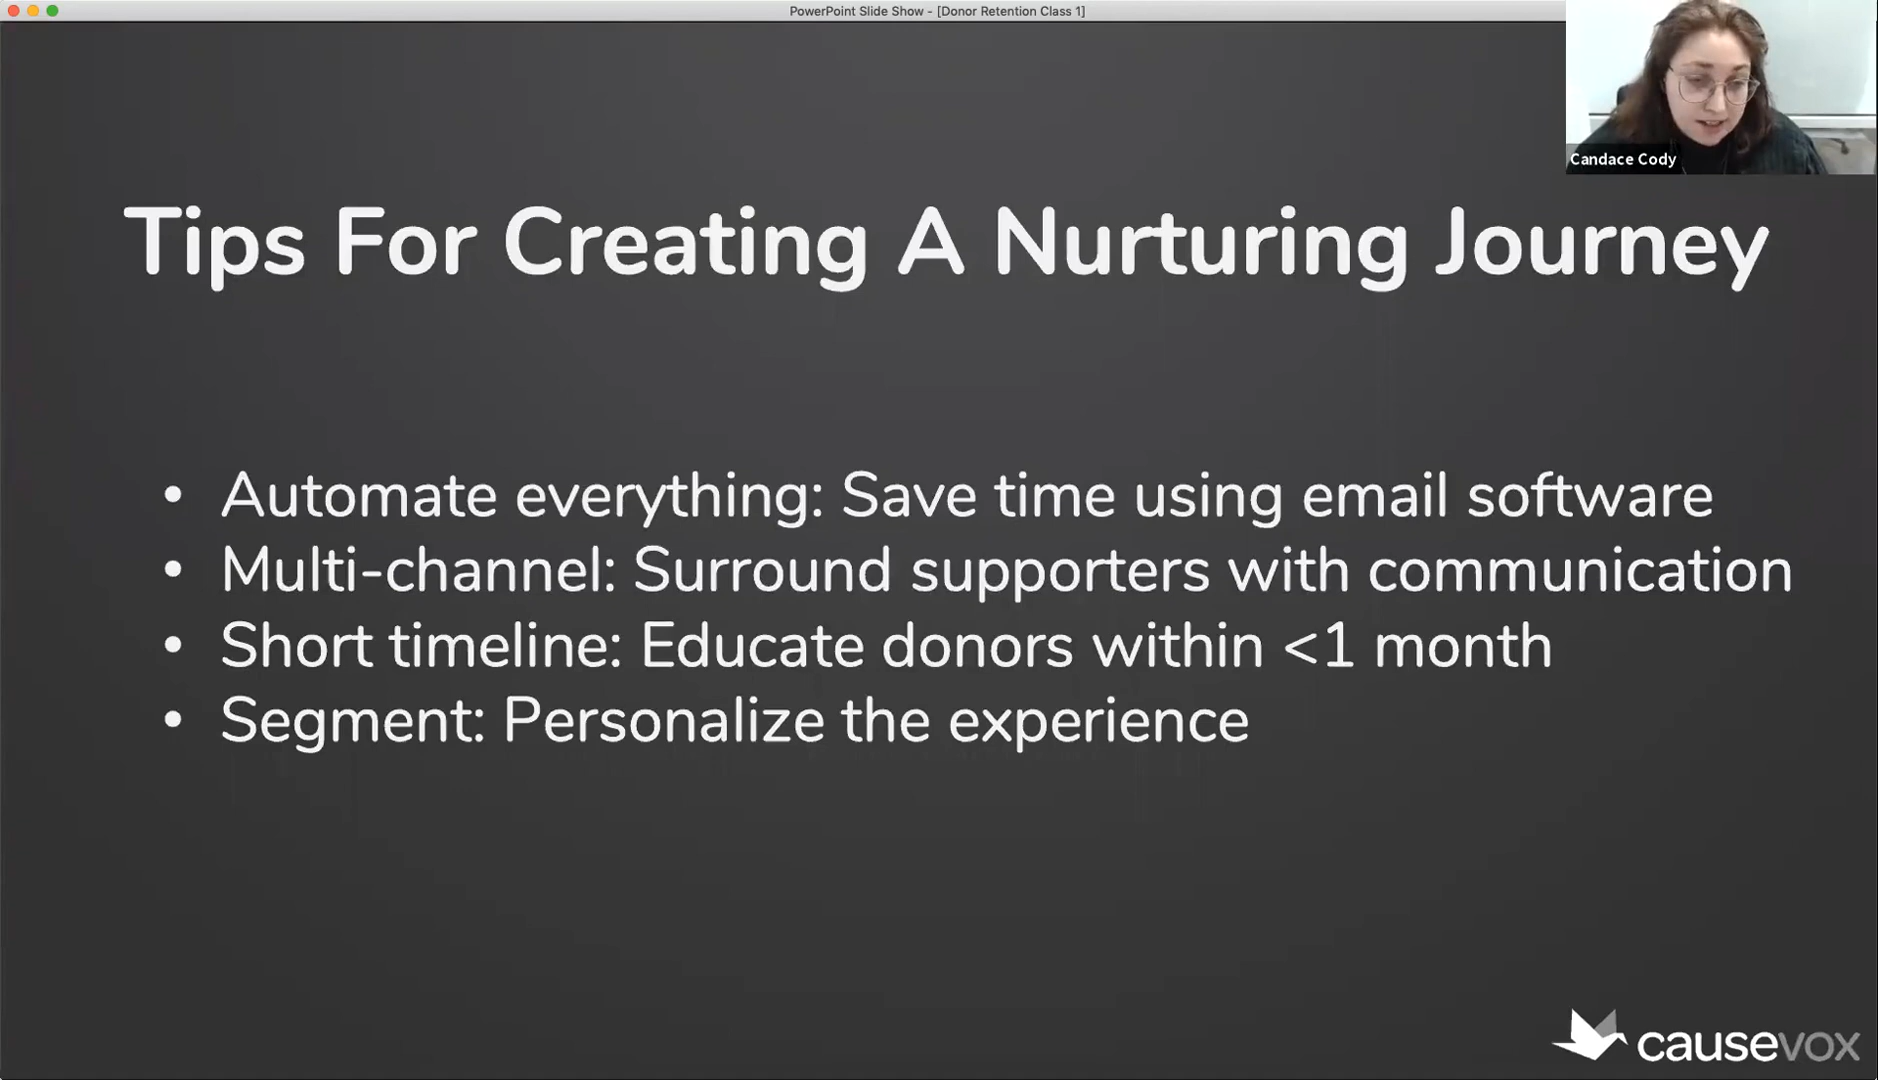 PowerPoint Slide Show - [Donor Retention Class 1]
Candace Cody
Tips For Creating A Nurturing Journey
• Automate everything: Save time using email software
• Multi-channel: Surround supporters with communication
• Short timeline: Educate donors within <1 month
• Segment: Personalize the experience
causevox